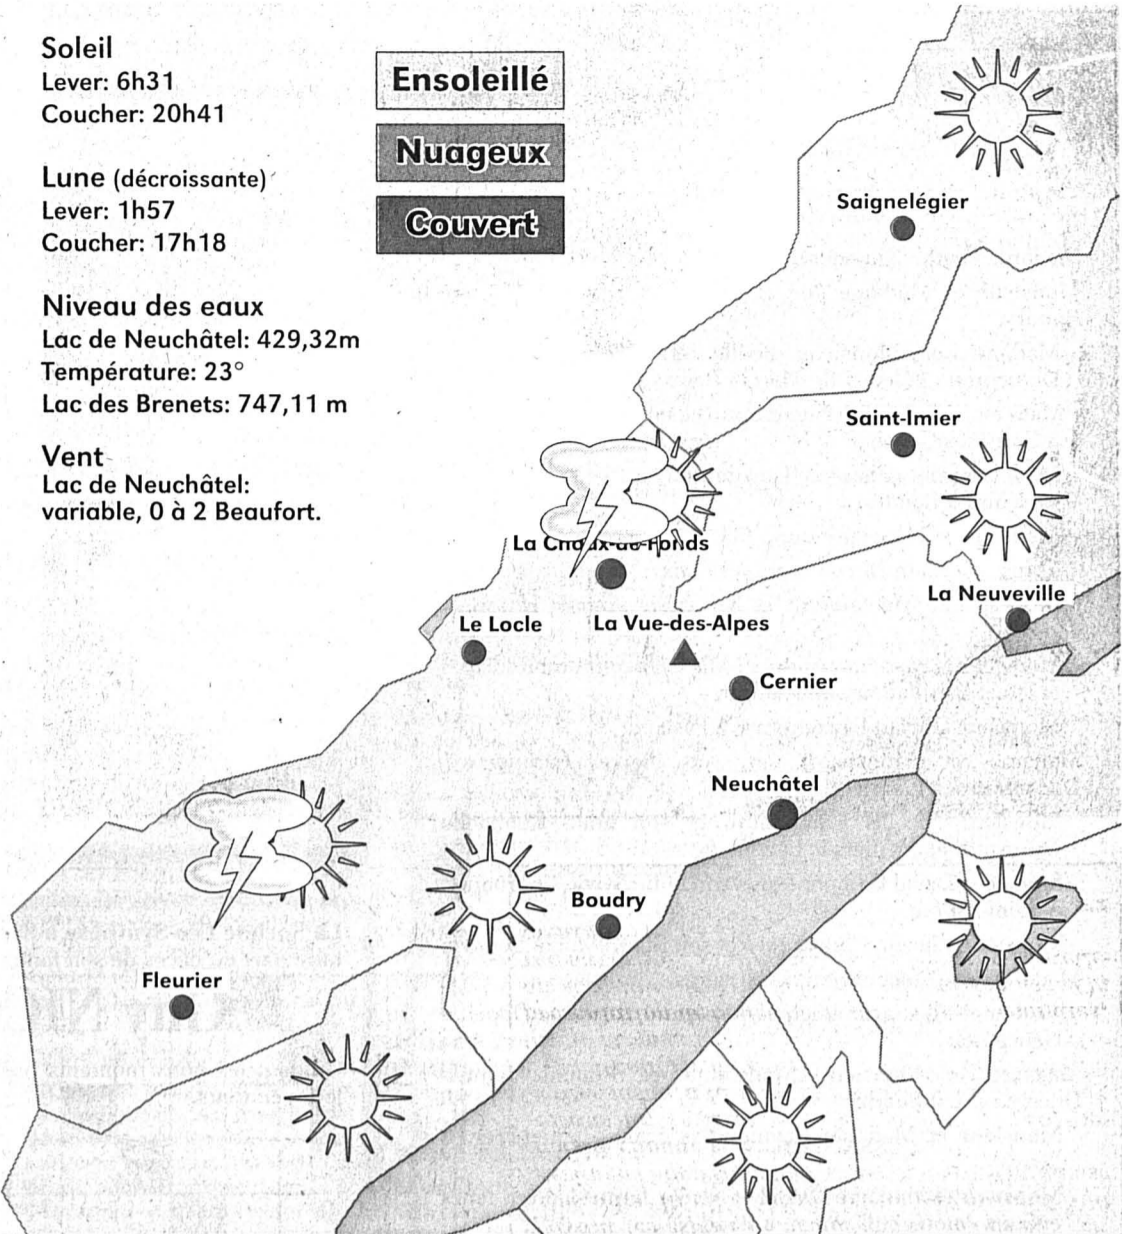 Soleil
Lever: 6h31
Coucher: 20h41
Lune (décroissante)
Lever: 1h57
Coucher: 17h18
Niveau des eaux
Lac de Neuchâtel: 429,32m
Température: 23°
Lac des Brenets: 747,11 m
Vent
Lac de Neuchâtel:
variable, 0 à 2 Beaufort.
Ensoleillé
Nuageux
Couvert
Saignelégier
Saint-Imier
La Chaux-de-Fonds
La Neuveville
Le Locle
La Vue-des-Alpes
Cernier
Neuchâtel
Boudry
Fleurier